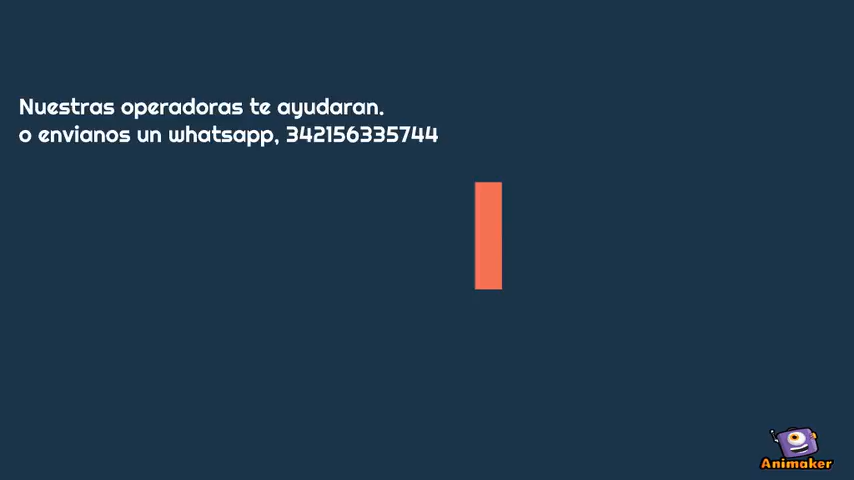 Nuestras operadoras te ayudaran.
o envianos un whatsapp, 342156335744
Animaker